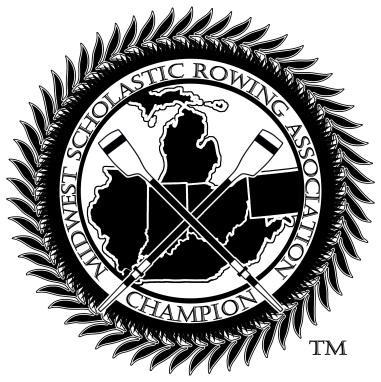 MIDWEST SCHOLASTIC ROWING ASSOCIATION
CHAMPION
TM